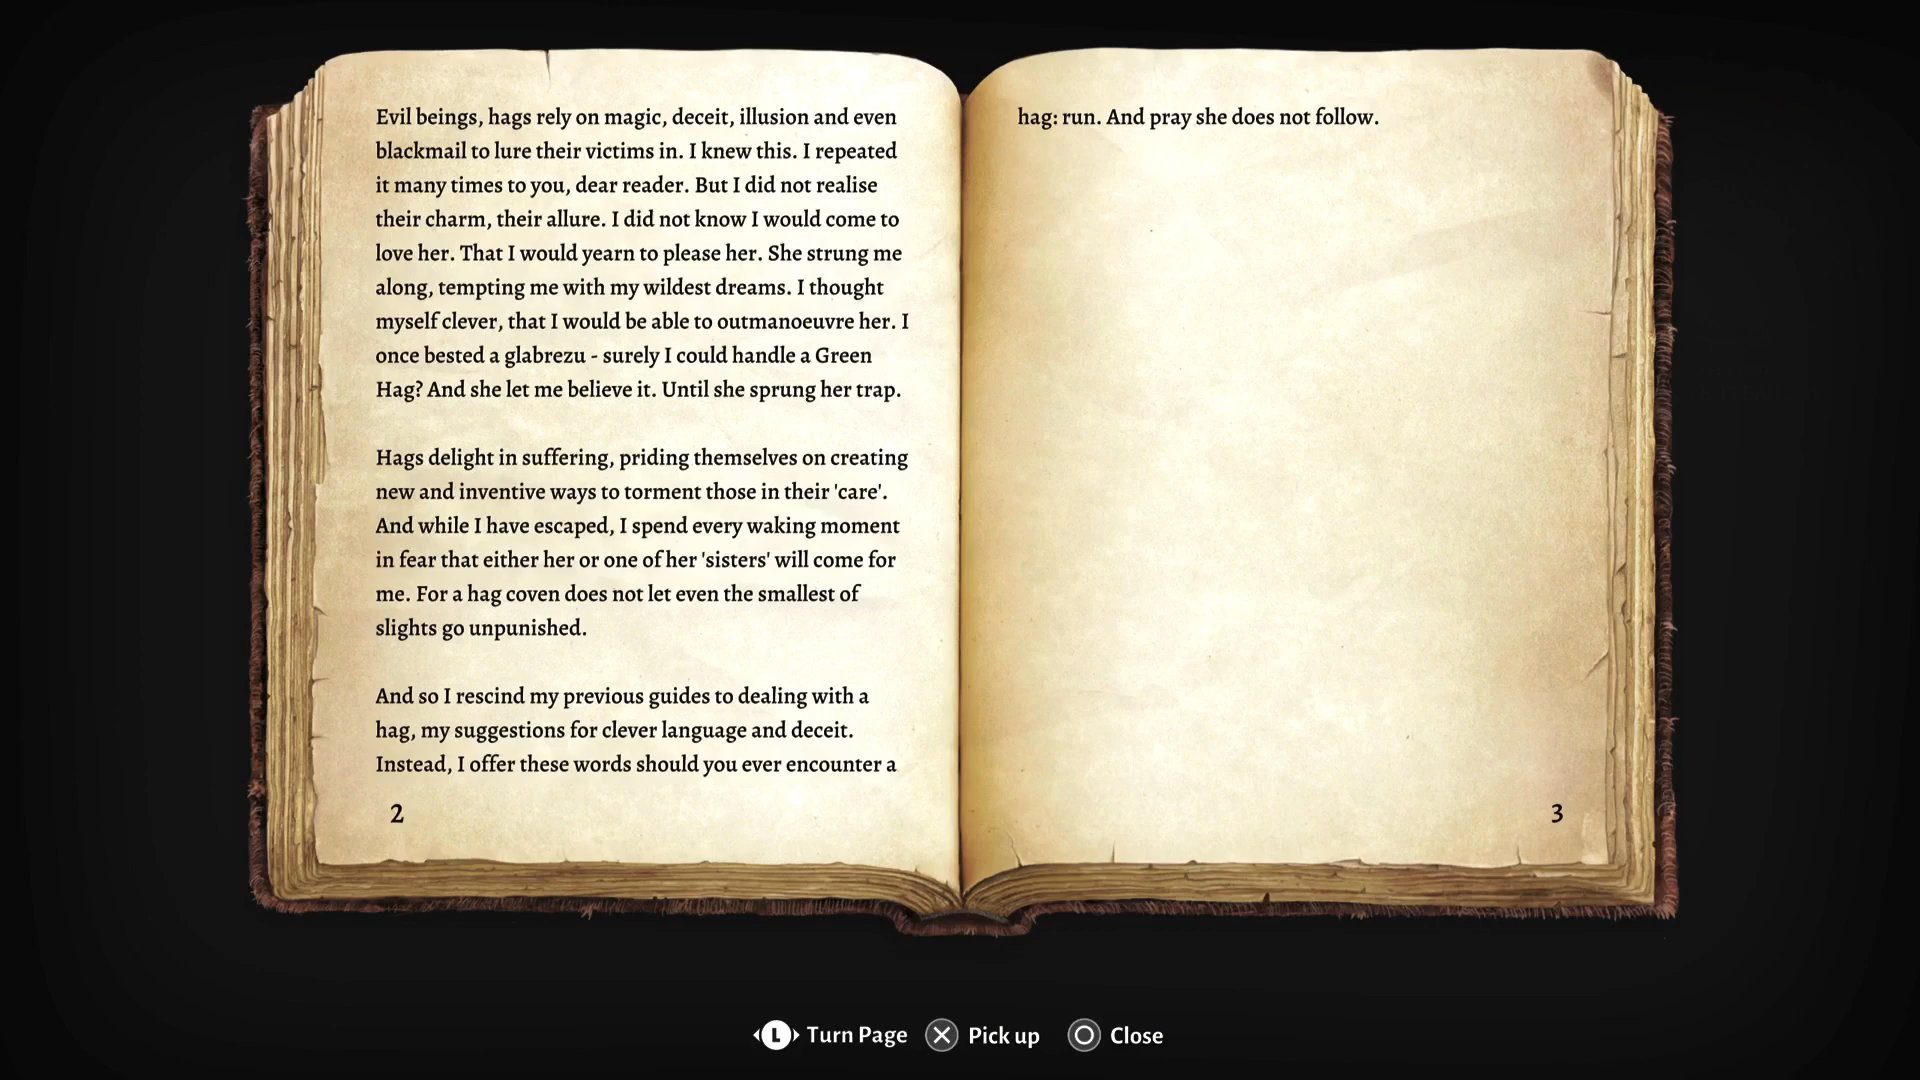 Evil beings, hags rely on magic, deceit, illusion and even
blackmail to lure their victims in. I knew this. I repeated
it many times to you, dear reader. But I did not realise
their charm, their allure. I did not know I would come to
love her. That I would yearn to please her. She strung me
along, tempting me with my wildest dreams. I thought
myself clever, that I would be able to outmanoeuvre her. I
once bested a glabrezu - surely I could handle a Green
Hag? And she let me believe it. Until she sprung her trap.
Hags delight in suffering, priding themselves on creating
new and inventive ways to torment those in their 'care'.
And while I have escaped, I spend every waking moment
in fear that either her or one of her 'sisters' will come for
me. For a hag coven does not let even the smallest of
slights go unpunished.
And so I rescind my previous guides to dealing with a
hag, my suggestions for clever language and deceit.
Instead, I offer these words should you ever encounter a
2
hag: run. And pray she does not follow.
3
L Turn Page Pick up Close